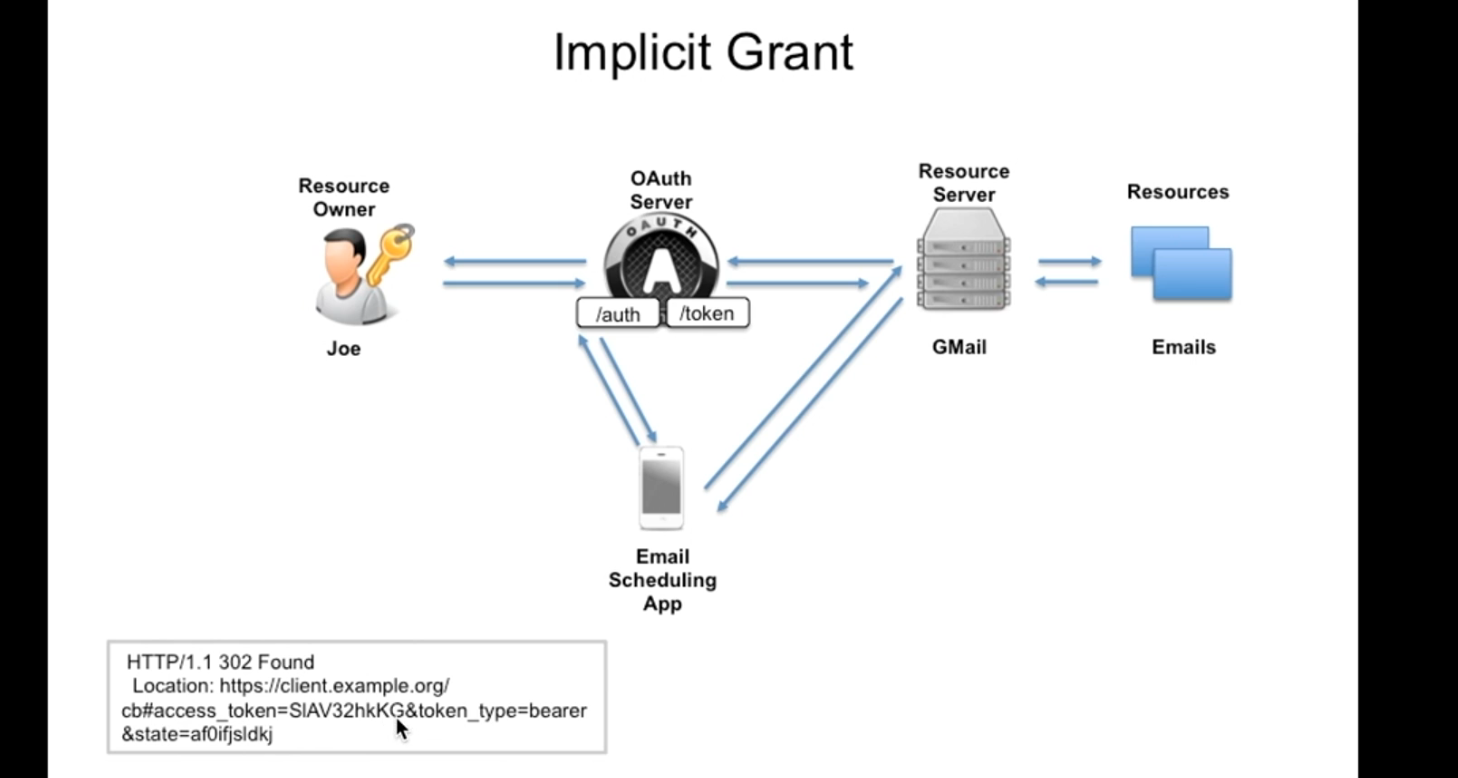 Implicit Grant
Resource
Owner
OAuth
Server
Resource
Server
Resources
OAUTH
A
/auth
/token
Joe
GMail
Emails
Email
Scheduling
App
HTTP/1.1 302 Found
Location: https://client.example.org/
cb#access_token=SlAV32hkKG&token_type=bearer
&state=af0ifjsldkj